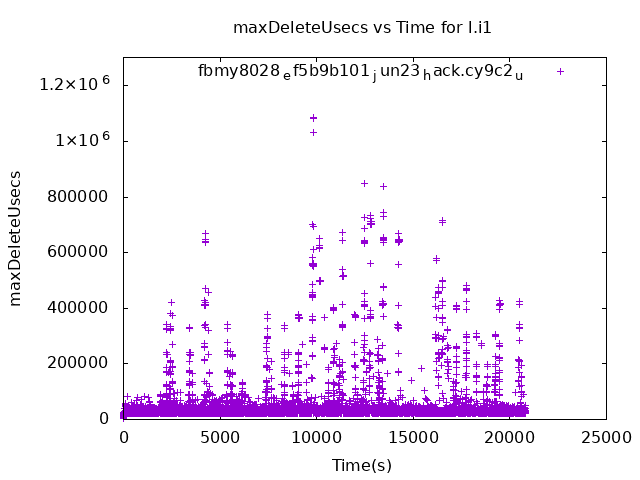 maxDeleteUsecs vs Time for l.i1
fbmy8028ₑf5b9b101ⱼun23ₕack.cy9c2ᵤ
1.2×10⁶
1×10⁶
800000
600000
400000
200000
0
maxDeleteUsecs
0 5000 10000 15000 20000 25000
Time(s)